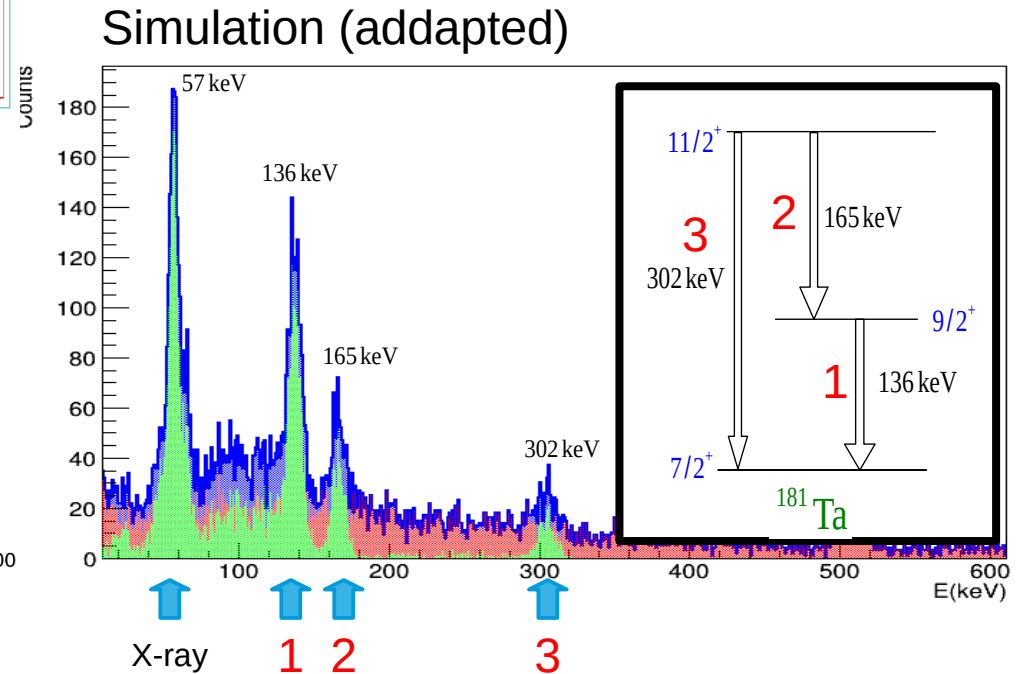 Simulation (addapted)
Counts
180
160
140
120
100
80
60
40
20
0
57 keV
136 keV
165 keV
302 keV
11/2⁺
3
302 keV
2
165 keV
9/2⁺
1
136 keV
7/2⁺
¹⁸¹Ta
00
100
200
300
400
500
600
E(keV)
X-ray
1
2
3